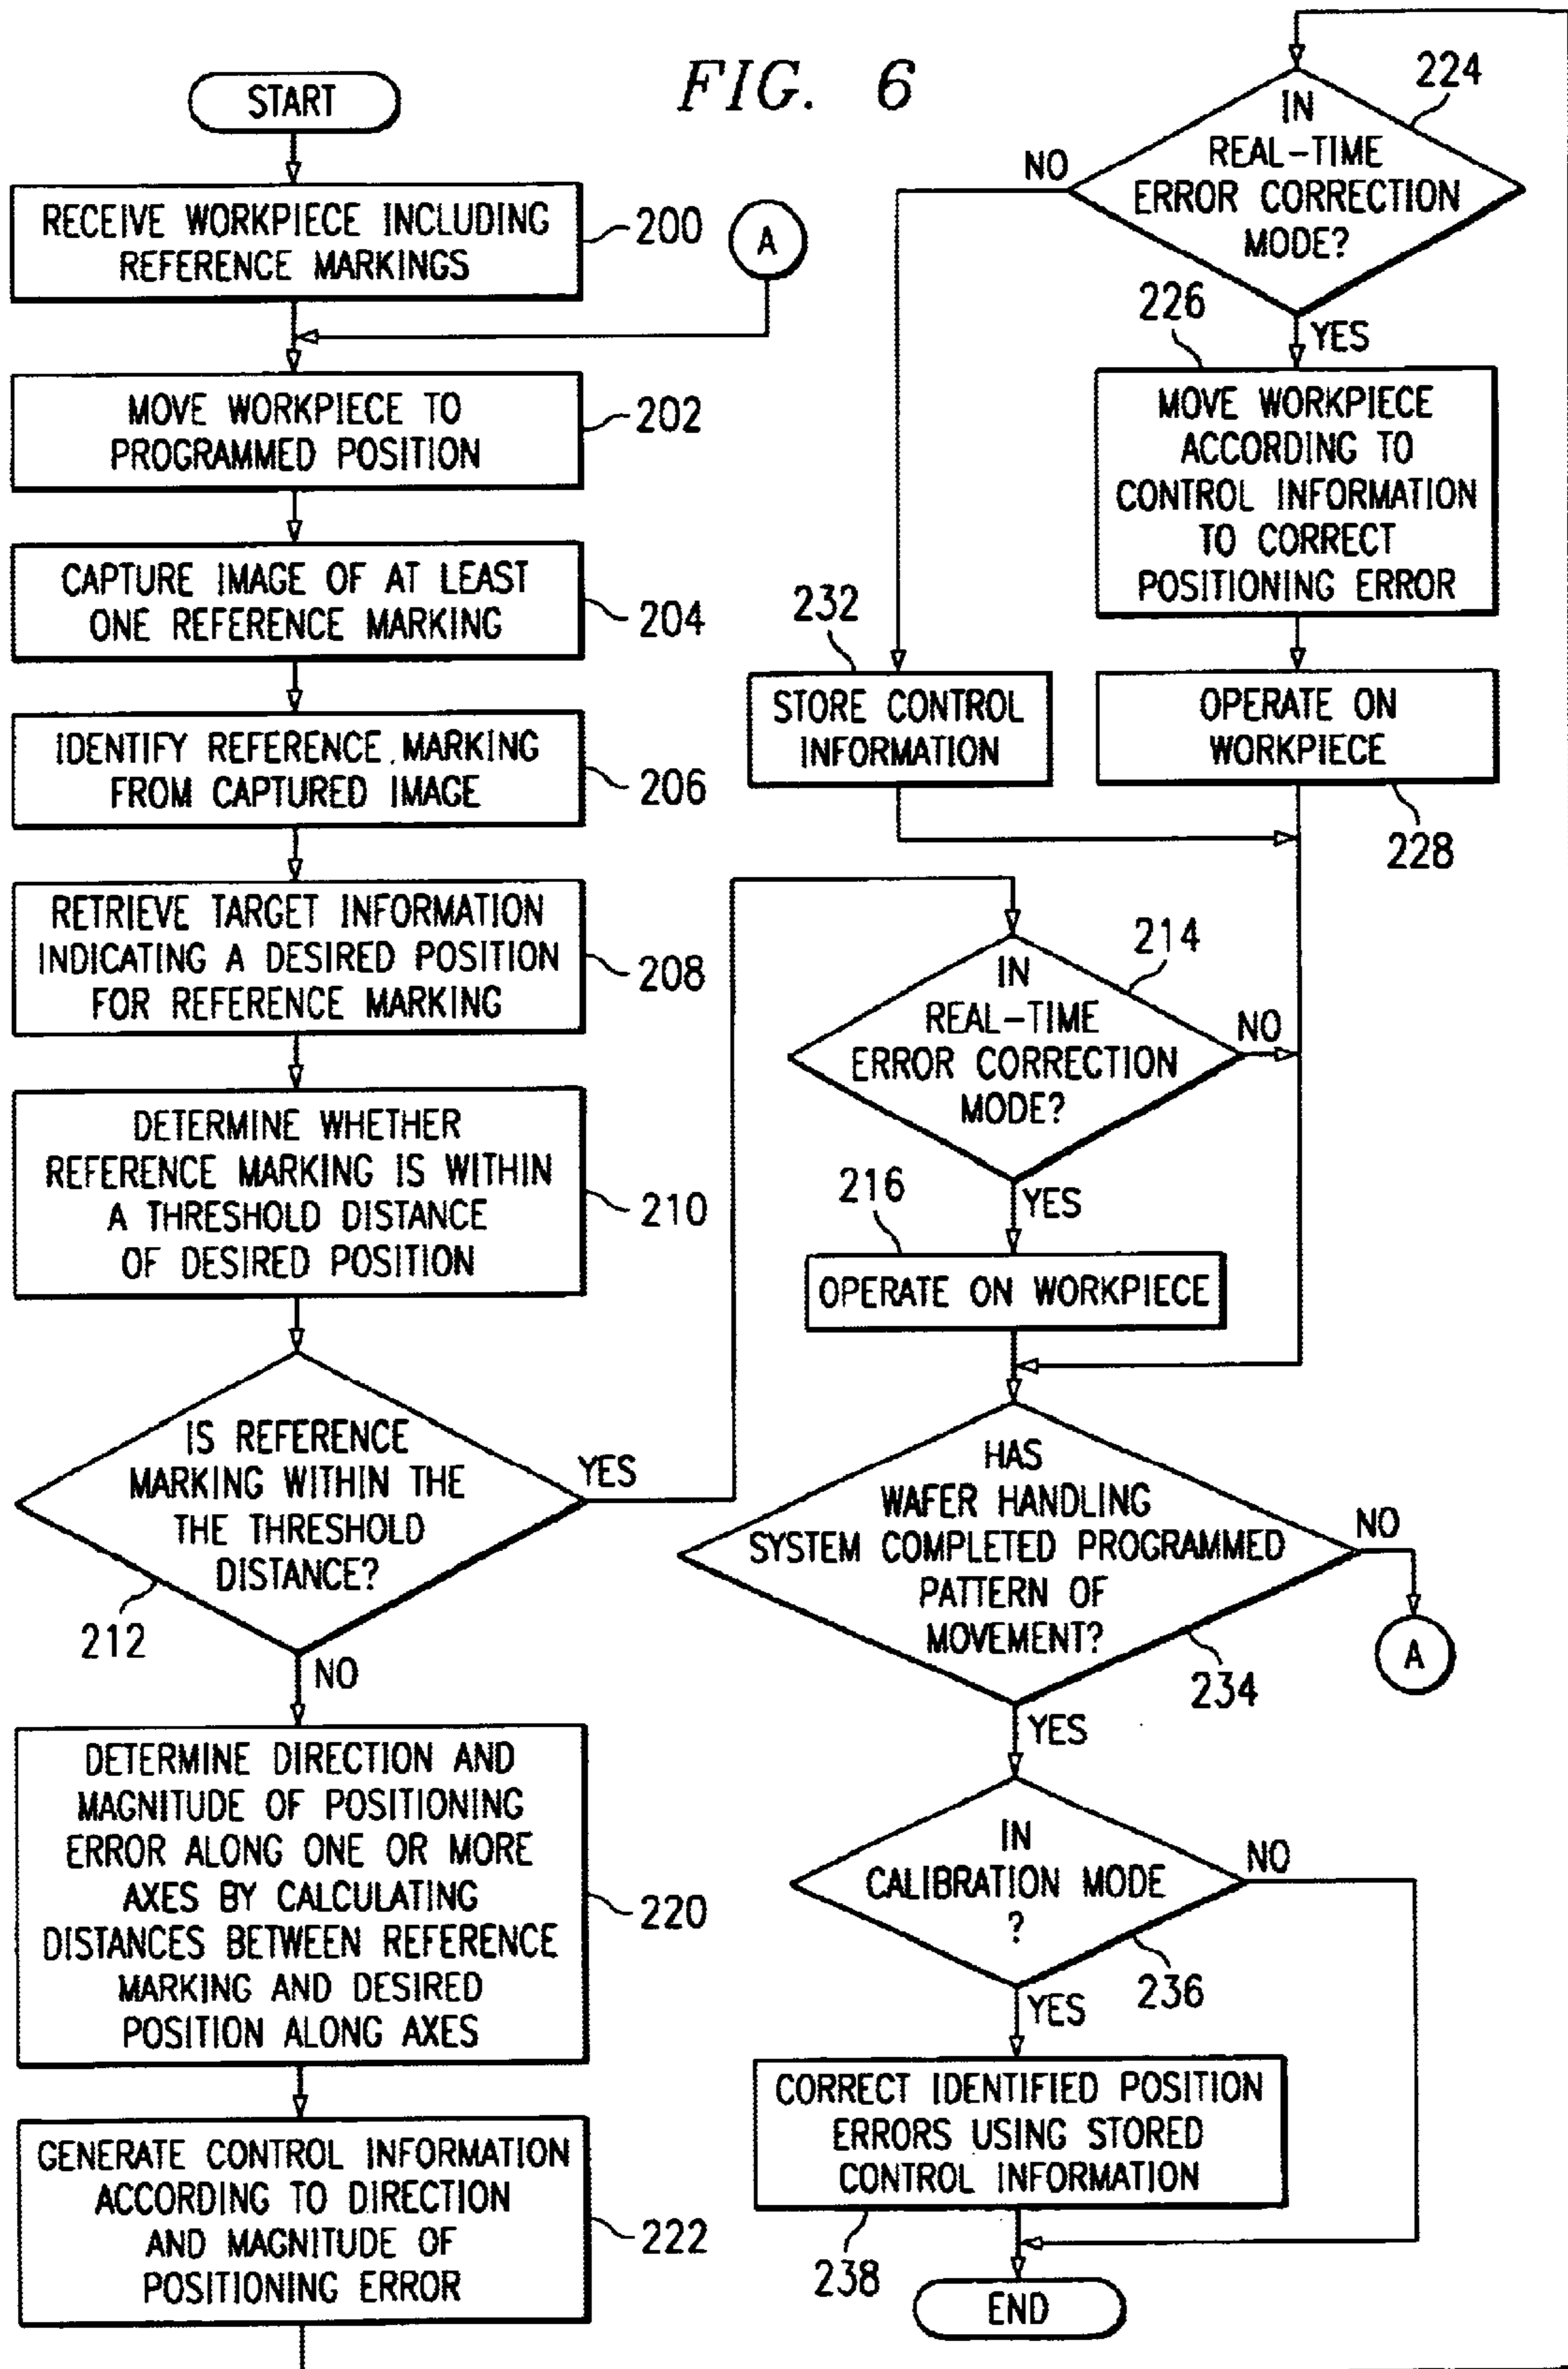 FIG. 6
START
RECEIVE WORKPIECE INCLUDING
REFERENCE MARKINGS
200
A
MOVE WORKPIECE TO
PROGRAMMED POSITION
202
CAPTURE IMAGE OF AT LEAST
ONE REFERENCE MARKING
204
IDENTIFY REFERENCE MARKING
FROM CAPTURED IMAGE
206
RETRIEVE TARGET INFORMATION
INDICATING A DESIRED POSITION
FOR REFERENCE MARKING
208
DETERMINE WHETHER
REFERENCE MARKING IS WITHIN
A THRESHOLD DISTANCE
OF DESIRED POSITION
210
IS REFERENCE
MARKING WITHIN THE
THE THRESHOLD
DISTANCE?
YES
212
NO
DETERMINE DIRECTION AND
MAGNITUDE OF POSITIONING
ERROR ALONG ONE OR MORE
AXES BY CALCULATING
DISTANCES BETWEEN REFERENCE
MARKING AND DESIRED
POSITION ALONG AXES
220
GENERATE CONTROL INFORMATION
ACCORDING TO DIRECTION
AND MAGNITUDE OF
POSITIONING ERROR
222
224
IN
REAL-TIME
ERROR CORRECTION
MODE?
NO
YES
226
MOVE WORKPIECE
ACCORDING TO
CONTROL INFORMATION
TO CORRECT
POSITIONING ERROR
232
STORE CONTROL
INFORMATION
OPERATE ON
WORKPIECE
228
214
IN
REAL-TIME
ERROR CORRECTION
MODE?
NO
YES
216
OPERATE ON WORKPIECE
HAS
WAFER HANDLING
SYSTEM COMPLETED PROGRAMMED
PATTERN OF
MOVEMENT?
NO
A
234
YES
IN
CALIBRATION MODE
?
NO
236
YES
CORRECT IDENTIFIED POSITION
ERRORS USING STORED
CONTROL INFORMATION
238
END